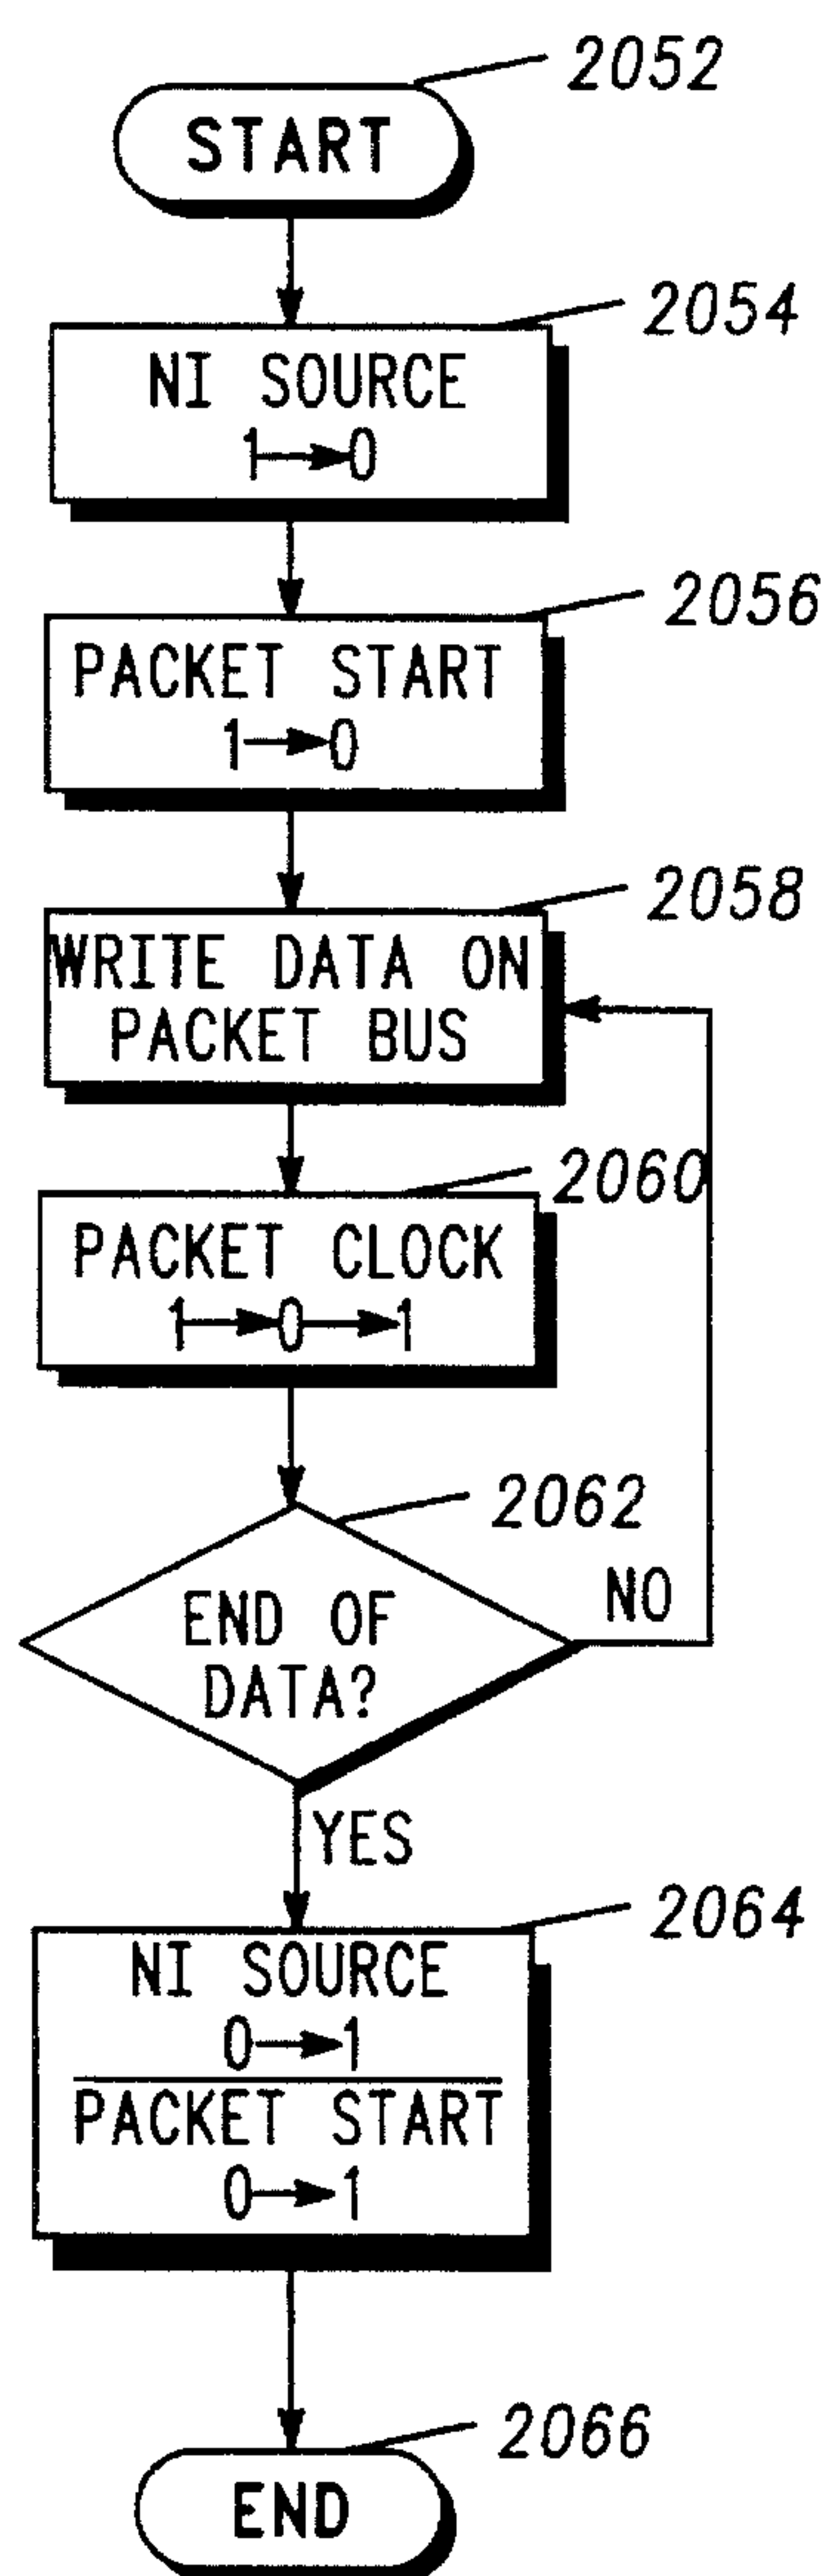 2052
START
2054
NI SOURCE
1→0
2056
PACKET START
1→0
2058
WRITE DATA ON
PACKET BUS
2060
PACKET CLOCK
1→0→1
2062
END OF
DATA?
NO
YES
2064
NI SOURCE
0→1
PACKET START
0→1
2066
END